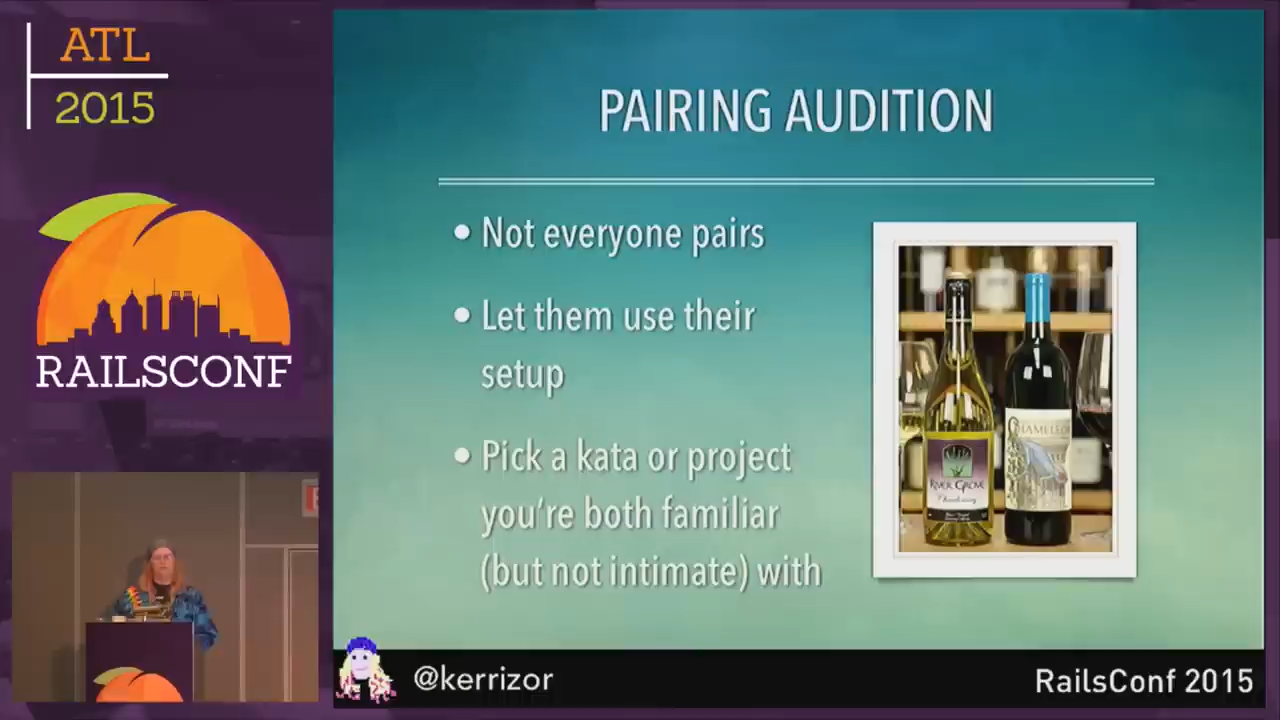 ATL
2015
RAILSCONF
PAIRING AUDITION
• Not everyone pairs
• Let them use their
setup
• Pick a kata or project
you’re both familiar
(but not intimate) with
RIVER GROVE
CHAMELEON
@kerrizor
RailsConf 2015